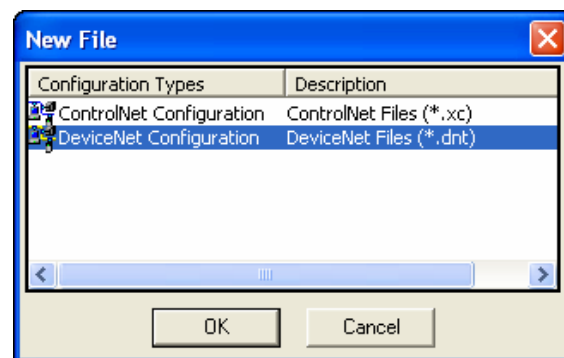 New File
Configuration Types Description
ControlNet Configuration ControlNet Files (*.xc)
DeviceNet Configuration DeviceNet Files (*.dnt)
OK Cancel